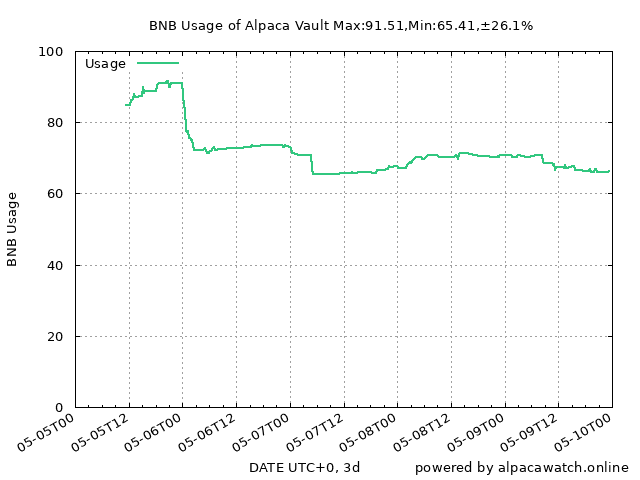 BNB Usage of Alpaca Vault Max:91.51,Min:65.41,±26.1%
Usage
100
80
60
40
20
0
BNB Usage
05-05T00
05-05T12
05-06T00
05-06T12
05-07T00
05-07T12
05-08T00
05-08T12
05-09T00
05-09T12
05-10T00
DATE UTC+0, 3d
powered by alpacawatch.online